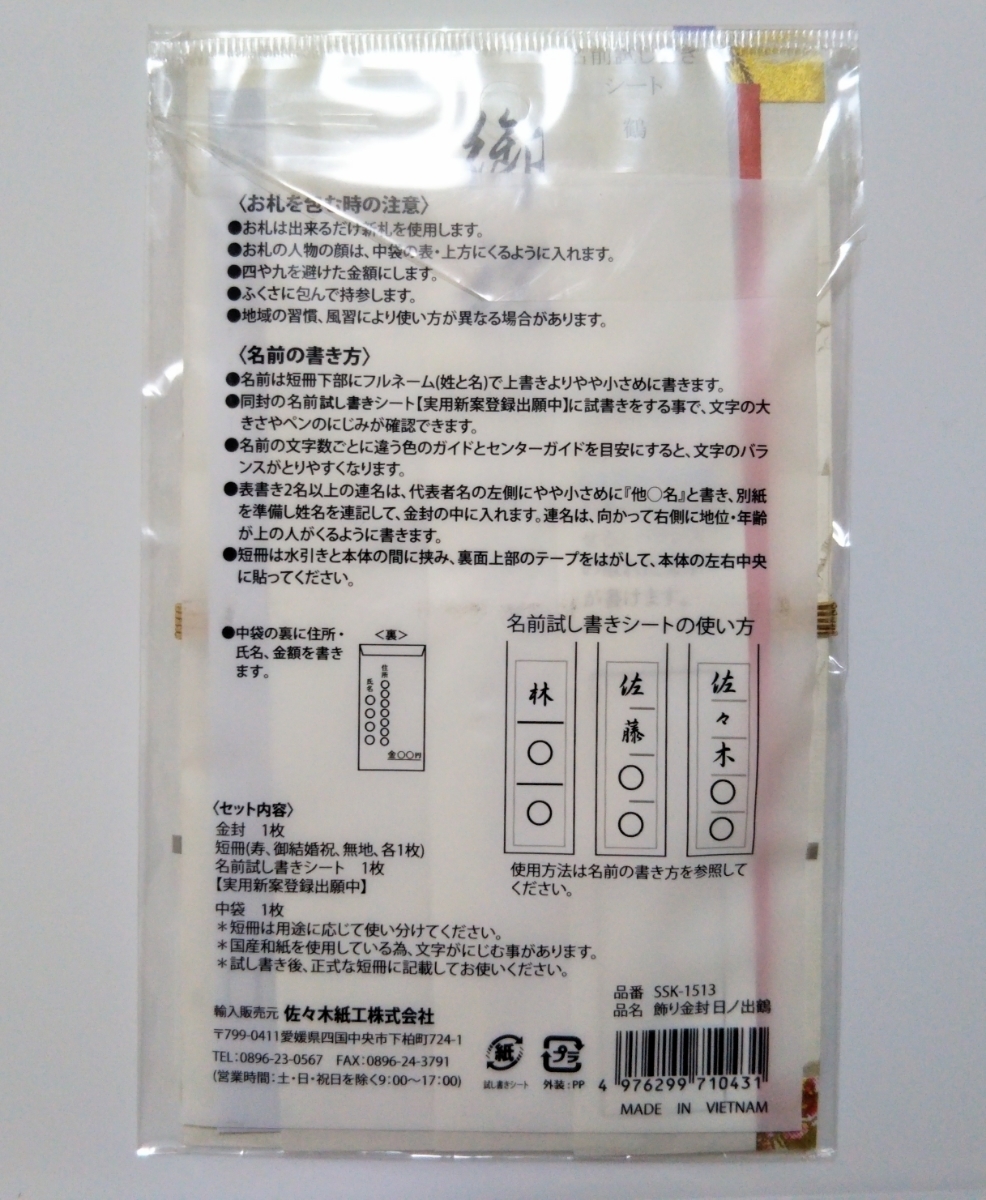 シート
鶴
御
〈お札を包む時の注意〉
●お札は出来るだけ新札を使用します。
●お札の人物の顔は、中袋の表・上方にくるように入れます。
●四や九を避けた金額にします。
●ふくさに包んで持参します。
●地域の習慣、風習により使い方が異なる場合があります。
〈名前の書き方〉
●名前は短冊下部にフルネーム(姓と名)で上書きよりやや小さめに書きます。
●同封の名前試し書きシート【実用新案登録出願中】に試書きをする事で、文字の大
きさやペンのにじみが確認できます。
●名前の文字数ごとに違う色のガイドとセンターガイドを目安にすると、文字のバラ
ンスがとりやすくなります。
●表書き2名以上の連名は、代表者名の左側にやや小さめに『他○名』と書き、別紙
を準備し姓名を連記して、金封の中に入れます。連名は、向かって右側に地位・年齢
が上の人がくるように書きます。
●短冊は水引きと本体の間に挟み、裏面上部のテープをはがして、本体の左右中央
に貼ってください。
が書けます。
●中袋の裏に住所・
氏名、金額を書き
ます。
＜裏＞
住所○○○○○○
氏名○○○○
金○○円
名前試し書きシートの使い方
林○○
佐藤○○
佐々木○○
使用方法は名前の書き方を参照して
ください。
〈セット内容〉
金封 1枚
短冊(寿、御結婚祝、無地、各1枚)
名前試し書きシート 1枚
【実用新案登録出願中】
中袋 1枚
＊短冊は用途に応じて使い分けてください。
＊国産和紙を使用している為、文字がにじむ事があります。
＊試し書き後、正式な短冊に記載してお使いください。
輸入販売元 佐々木紙工株式会社
〒799-0411愛媛県四国中央市下柏町724-1
TEL:0896-23-0567 FAX:0896-24-3791
(営業時間:土・日・祝日を除く9:00～17:00)
紙
試し書きシート
プラ
外装:PP
品番 SSK-1513
品名 飾り金封 日ノ出鶴
4 976299 710431
MADE IN VIETNAM